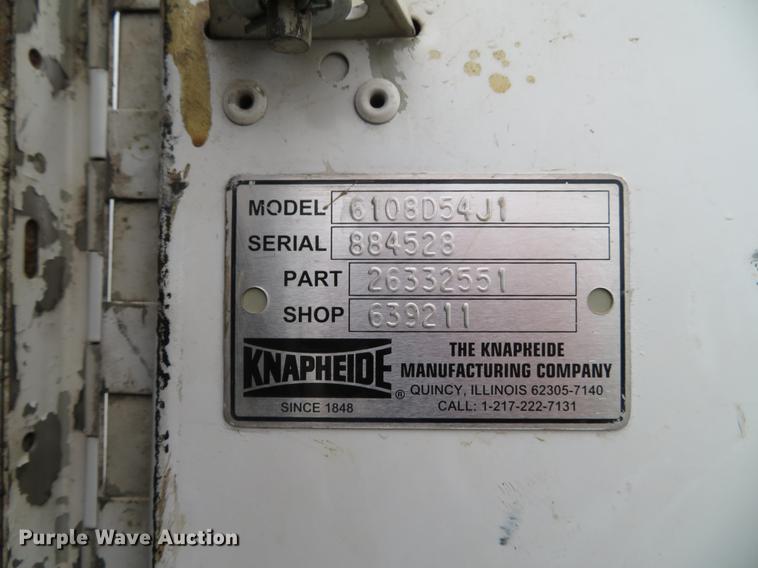 MODEL 6108D54J1
SERIAL 884528
PART 26332551
SHOP 639211
KNAPHEIDE ®
SINCE 1848
THE KNAPHEIDE
MANUFACTURING COMPANY
QUINCY, ILLINOIS 62305-7140
CALL: 1-217-222-7131
Purple Wave Auction